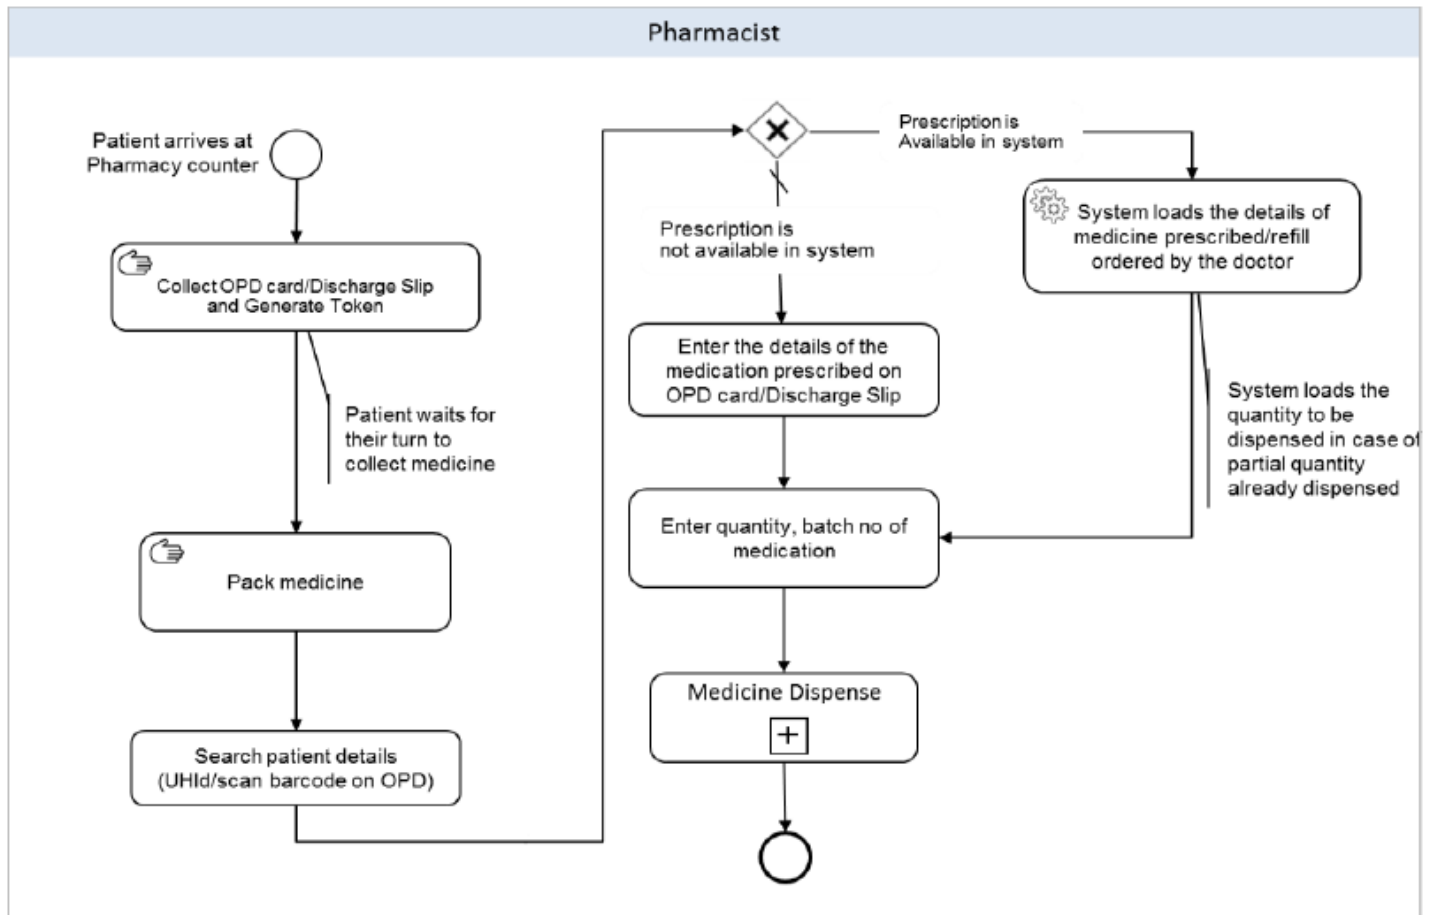 Pharmacist
Patient arrives at
Pharmacy counter
Collect OPD card/Discharge Slip
and Generate Token
Patient waits for
their turn to
collect medicine
Pack medicine
Search patient details
(UHId/scan barcode on OPD)
Prescription is
Available in system
Prescription is
not available in system
System loads the details of
medicine prescribed/refill
ordered by the doctor
System loads the
quantity to be
dispensed in case of
partial quantity
already dispensed
Enter the details of the
medication prescribed on
OPD card/Discharge Slip
Enter quantity, batch no of
medication
Medicine Dispense